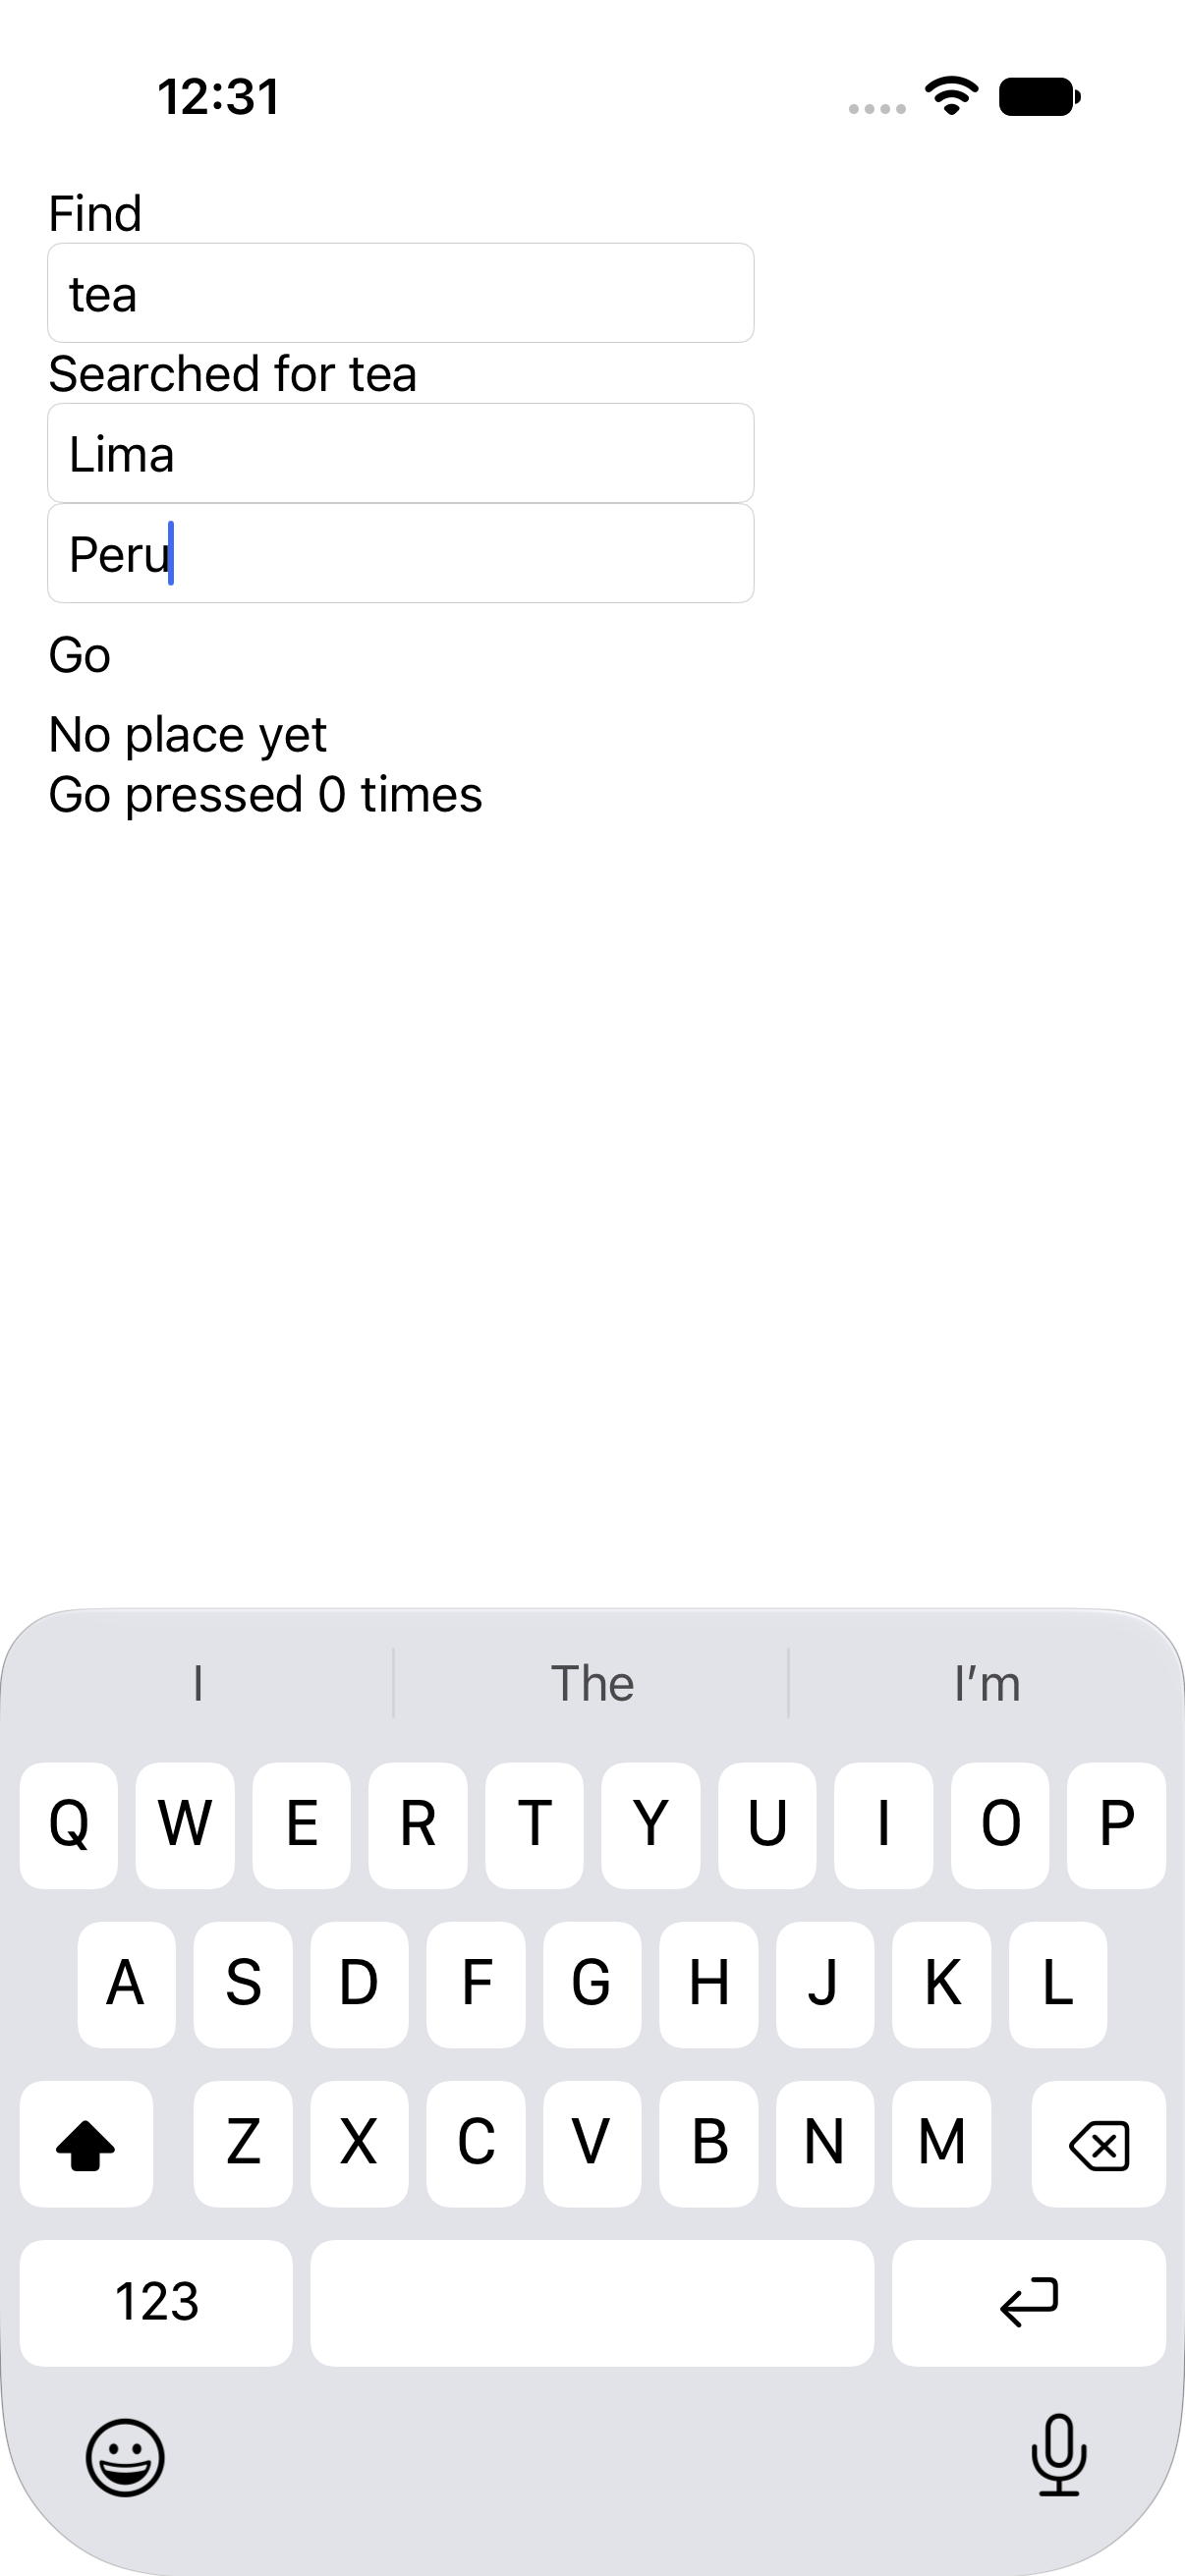 12:31
Find
tea
Searched for tea
Lima
Peru
Go
No place yet
Go pressed 0 times
I The I’m
Q W E R T Y U I O P
A S D F G H J K L
Z X C V B N M
123